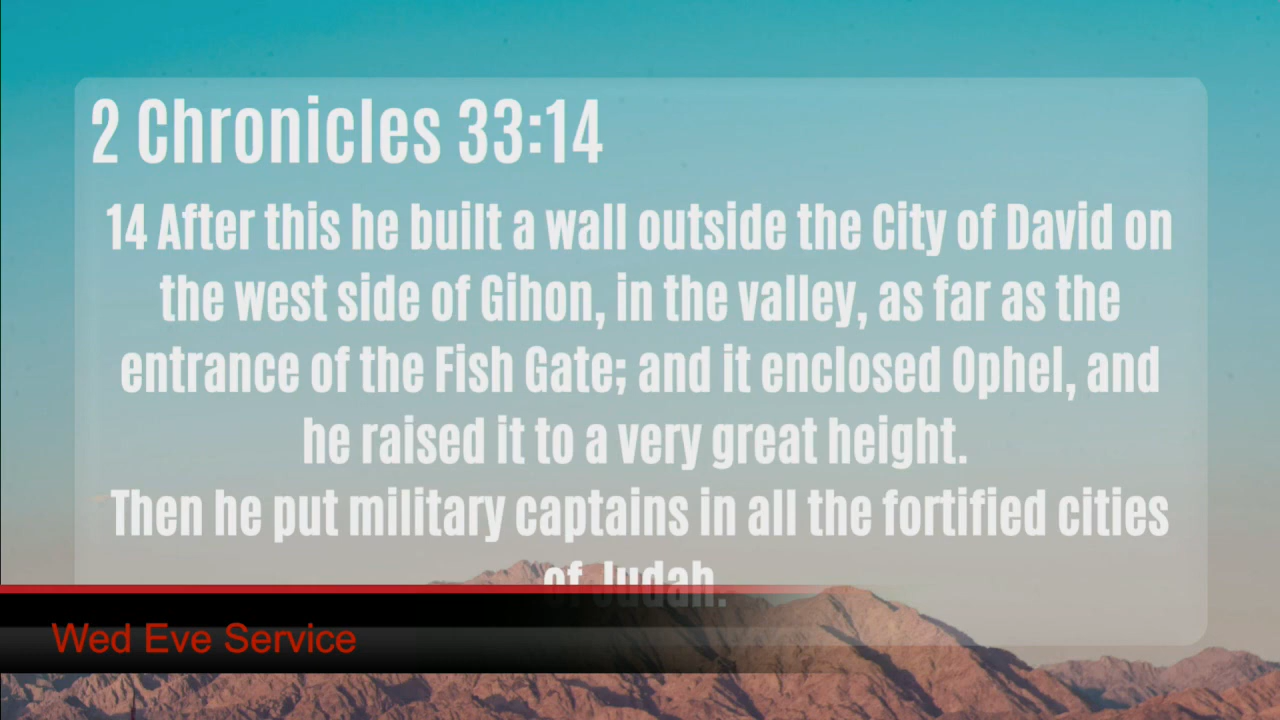 2 Chronicles 33:14
14 After this he built a wall outside the City of David on
the west side of Gihon, in the valley, as far as the
entrance of the Fish Gate; and it enclosed Ophel, and
he raised it to a very great height.
Then he put military captains in all the fortified cities
of Judah.
Wed Eve Service